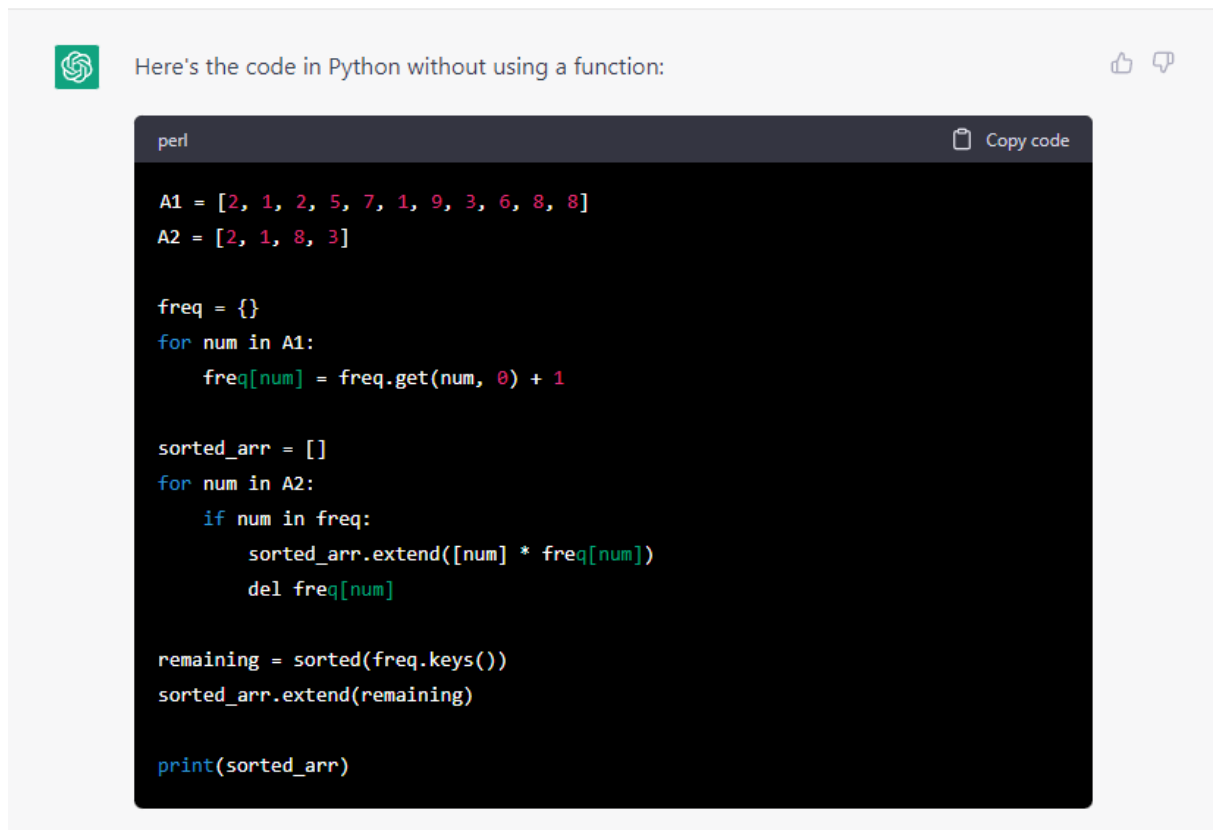 Here's the code in Python without using a function:
perl
Copy code
A1 = [2, 1, 2, 5, 7, 1, 9, 3, 6, 8, 8]
A2 = [2, 1, 8, 3]
freq = {}
for num in A1:
    freq[num] = freq.get(num, 0) + 1
sorted_arr = []
for num in A2:
    if num in freq:
        sorted_arr.extend([num] * freq[num])
        del freq[num]
remaining = sorted(freq.keys())
sorted_arr.extend(remaining)
print(sorted_arr)